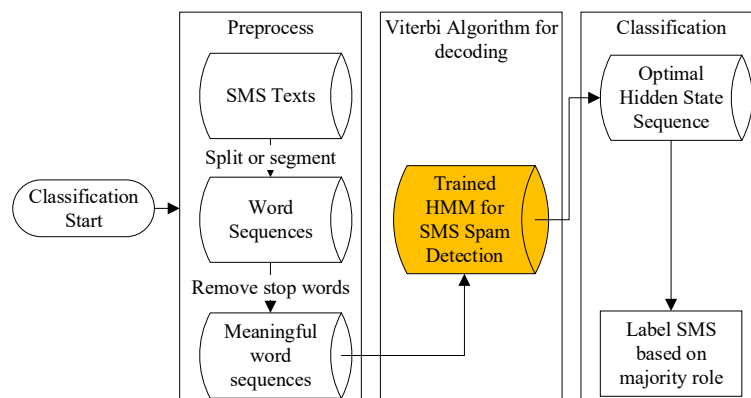 Classification
Start
Preprocess
SMS Texts
Split or segment
Word
Sequences
Remove stop words
Meaningful
word
sequences
Viterbi Algorithm for
decoding
Trained
HMM for
SMS Spam
Detection
Classification
Optimal
Hidden State
Sequence
Label SMS
based on
majority role